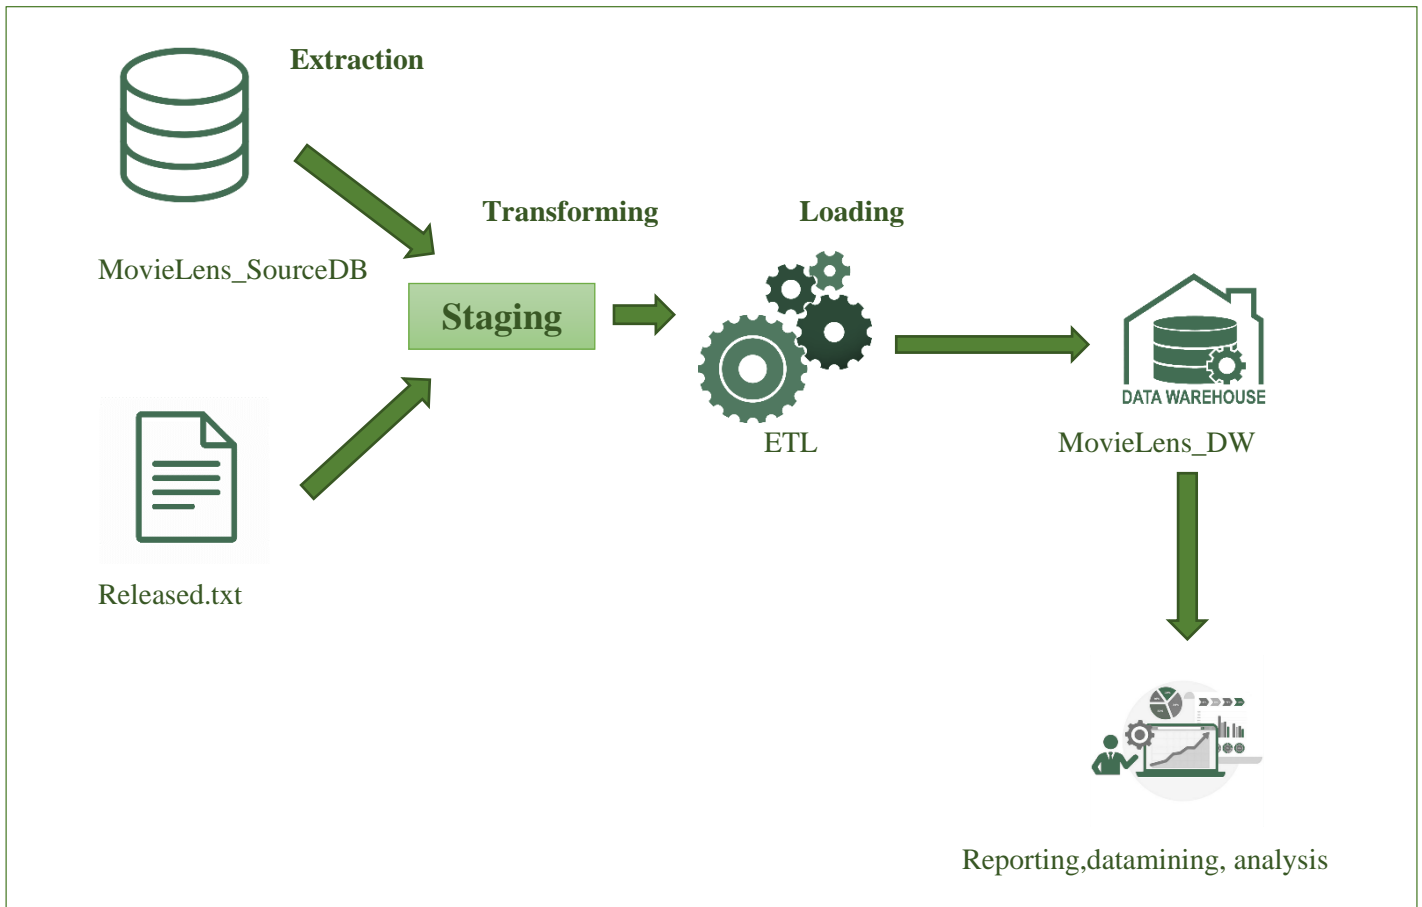 Extraction
MovieLens_SourceDB
Transforming
Loading
Staging
DATA WAREHOUSE
ETL
MovieLens_DW
Released.txt
Reporting,datamining, analysis